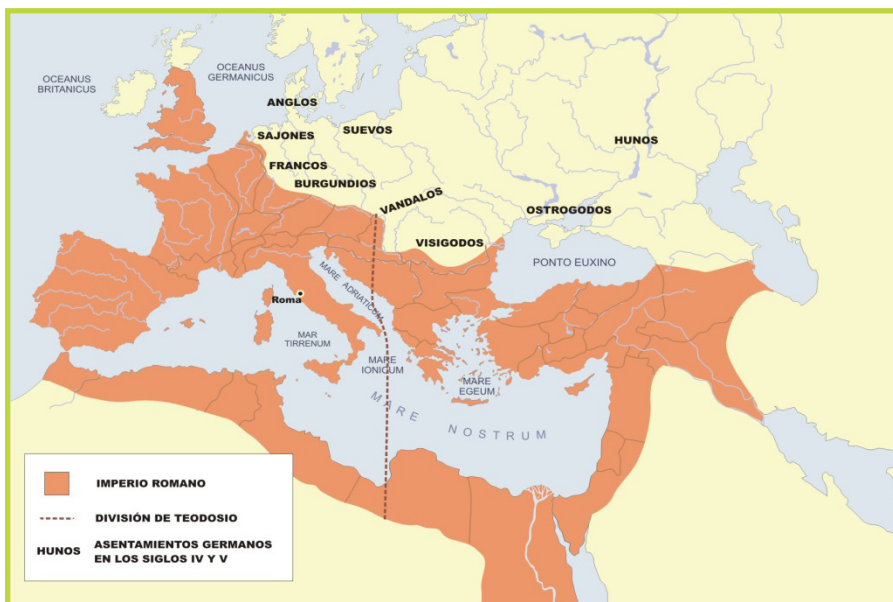 OCEANUS
BRITANICUS
OCEANUS
GERMANICUS
ANGLOS
SAJONES
SUEVOS
HUNOS
FRANCOS
BURGUNDIOS
VANDALOS
OSTROGODOS
VISIGODOS
PONTO EUXINO
MARE ADRIATICUM
Roma
MAR
TIRRENUM
MARE
IONICUM
MARE
EGEUM
MARE NOSTRUM
IMPERIO ROMANO
DIVISIÓN DE TEODOSIO
HUNOS ASENTAMIENTOS GERMANOS
EN LOS SIGLOS IV Y V